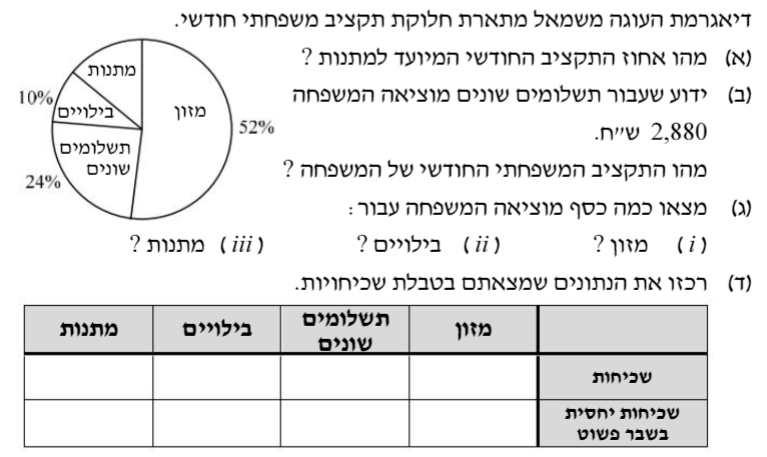 דיאגרמת העוגה משמאל מתארת חלוקת תקציב משפחתי חודשי.
(א) מהו אחוז התקציב החודשי המיועד למתנות ?
(ב) ידוע שעבור תשלומים שונים מוציאה המשפחה
2,880 ש״ח.
מהו התקציב המשפחתי החודשי של המשפחה ?
(ג) מצאו כמה כסף מוציאה המשפחה עבור :
(i) מזון ? (ii) בילויים ? (iii) מתנות ?
(ד) רכזו את הנתונים שמצאתם בטבלת שכיחויות.
מתנות
10%
בילויים
מזון
52%
תשלומים
שונים
24%
מזון תשלומים שונים בילויים מתנות
שכיחות
שכיחות יחסית
בשבר פשוט